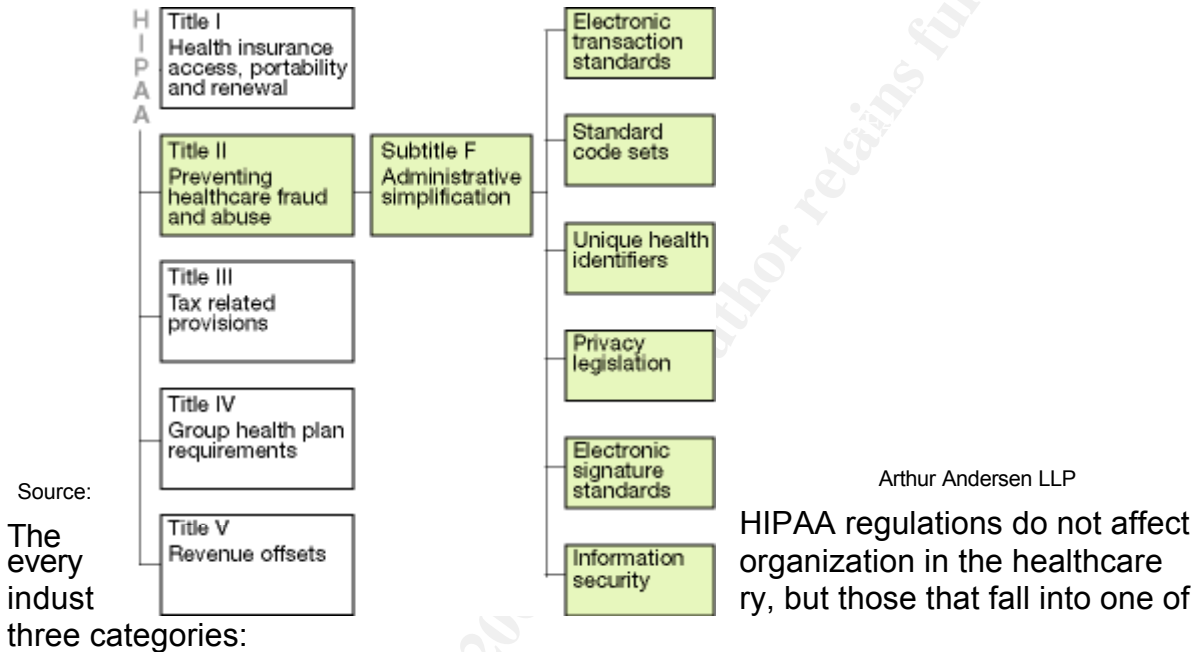 H
I
P
A
A
Title I
Health insurance
access, portability
and renewal
Title II
Preventing
healthcare fraud
and abuse
Title III
Tax related
provisions
Title IV
Group health plan
requirements
Title V
Revenue offsets
Subtitle F
Administrative
simplification
Electronic
transaction
standards
Standard
code sets
Unique health
identifiers
Privacy
legislation
Electronic
signature
standards
Information
security
Source: Arthur Andersen LLP
The HIPAA regulations do not affect
every organization in the healthcare
indust ry, but those that fall into one of
three categories:
author retains